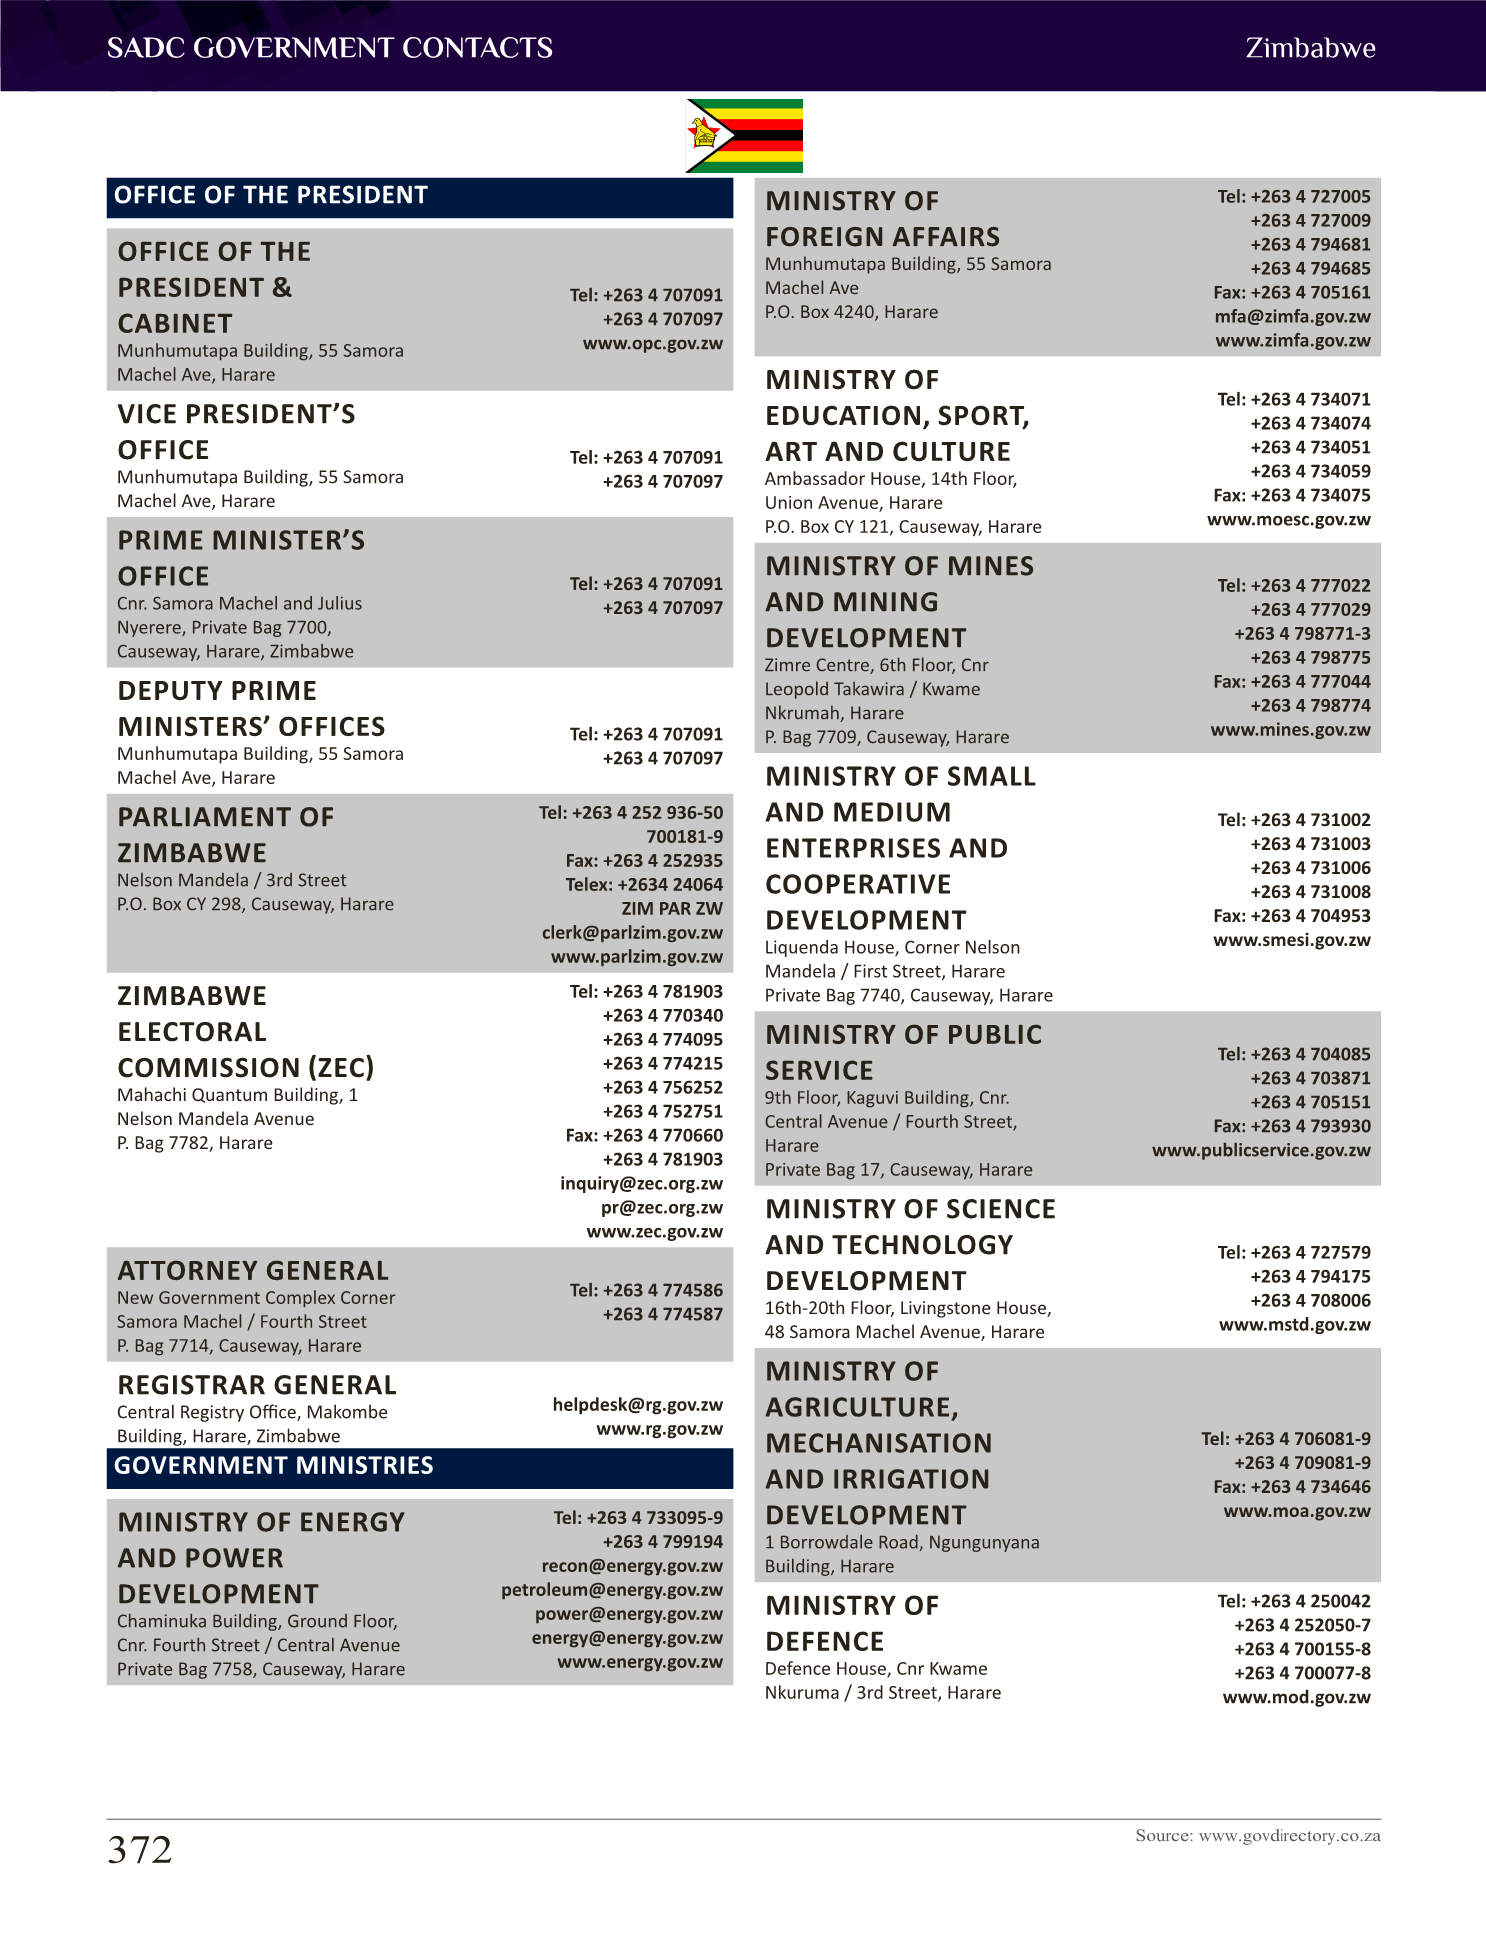 SADC GOVERNMENT CONTACTS
Zimbabwe
OFFICE OF THE PRESIDENT
OFFICE OF THE
PRESIDENT &
CABINET
Munhumutapa Building, 55 Samora
Machel Ave, Harare
Tel: +263 4 707091
+263 4 707097
www.opc.gov.zw
VICE PRESIDENT’S
OFFICE
Munhumutapa Building, 55 Samora
Machel Ave, Harare
Tel: +263 4 707091
+263 4 707097
PRIME MINISTER’S
OFFICE
Cnr. Samora Machel and Julius
Nyerere, Private Bag 7700,
Causeway, Harare, Zimbabwe
Tel: +263 4 707091
+263 4 707097
DEPUTY PRIME
MINISTERS’ OFFICES
Munhumutapa Building, 55 Samora
Machel Ave, Harare
Tel: +263 4 707091
+263 4 707097
PARLIAMENT OF
ZIMBABWE
Nelson Mandela / 3rd Street
P.O. Box CY 298, Causeway, Harare
Tel: +263 4 252 936-50
700181-9
Fax: +263 4 252935
Telex: +2634 24064
ZIM PAR ZW
clerk@parlzim.gov.zw
www.parlzim.gov.zw
ZIMBABWE
ELECTORAL
COMMISSION (ZEC)
Mahachi Quantum Building, 1
Nelson Mandela Avenue
P. Bag 7782, Harare
Tel: +263 4 781903
+263 4 770340
+263 4 774095
+263 4 774215
+263 4 756252
+263 4 752751
Fax: +263 4 770660
+263 4 781903
inquiry@zec.org.zw
pr@zec.org.zw
www.zec.gov.zw
ATTORNEY GENERAL
New Government Complex Corner
Samora Machel / Fourth Street
P. Bag 7714, Causeway, Harare
Tel: +263 4 774586
+263 4 774587
REGISTRAR GENERAL
Central Registry Office, Makombe
Building, Harare, Zimbabwe
helpdesk@rg.gov.zw
www.rg.gov.zw
GOVERNMENT MINISTRIES
MINISTRY OF ENERGY
AND POWER
DEVELOPMENT
Chaminuka Building, Ground Floor,
Cnr. Fourth Street / Central Avenue
Private Bag 7758, Causeway, Harare
Tel: +263 4 733095-9
+263 4 799194
recon@energy.gov.zw
petroleum@energy.gov.zw
power@energy.gov.zw
energy@energy.gov.zw
www.energy.gov.zw
MINISTRY OF
FOREIGN AFFAIRS
Munhumutapa Building, 55 Samora
Machel Ave
P.O. Box 4240, Harare
Tel: +263 4 727005
+263 4 727009
+263 4 794681
+263 4 794685
Fax: +263 4 705161
mfa@zimfa.gov.zw
www.zimfa.gov.zw
MINISTRY OF
EDUCATION, SPORT,
ART AND CULTURE
Ambassador House, 14th Floor,
Union Avenue, Harare
P.O. Box CY 121, Causeway, Harare
Tel: +263 4 734071
+263 4 734074
+263 4 734051
+263 4 734059
Fax: +263 4 734075
www.moesc.gov.zw
MINISTRY OF MINES
AND MINING
DEVELOPMENT
Zimre Centre, 6th Floor, Cnr
Leopold Takawira / Kwame
Nkrumah, Harare
P. Bag 7709, Causeway, Harare
Tel: +263 4 777022
+263 4 777029
+263 4 798771-3
+263 4 798775
Fax: +263 4 777044
+263 4 798774
www.mines.gov.zw
MINISTRY OF SMALL
AND MEDIUM
ENTERPRISES AND
COOPERATIVE
DEVELOPMENT
Liquenda House, Corner Nelson
Mandela / First Street, Harare
Private Bag 7740, Causeway, Harare
Tel: +263 4 731002
+263 4 731003
+263 4 731006
+263 4 731008
Fax: +263 4 704953
www.smesi.gov.zw
MINISTRY OF PUBLIC
SERVICE
9th Floor, Kaguvi Building, Cnr.
Central Avenue / Fourth Street,
Harare
Private Bag 17, Causeway, Harare
Tel: +263 4 704085
+263 4 703871
+263 4 705151
Fax: +263 4 793930
www.publicservice.gov.zw
MINISTRY OF SCIENCE
AND TECHNOLOGY
DEVELOPMENT
16th-20th Floor, Livingstone House,
48 Samora Machel Avenue, Harare
Tel: +263 4 727579
+263 4 794175
+263 4 708006
www.mstd.gov.zw
MINISTRY OF
AGRICULTURE,
MECHANISATION
AND IRRIGATION
DEVELOPMENT
1 Borrowdale Road, Ngungunyana
Building, Harare
Tel: +263 4 706081-9
+263 4 709081-9
Fax: +263 4 734646
www.moa.gov.zw
MINISTRY OF
DEFENCE
Defence House, Cnr Kwame
Nkuruma / 3rd Street, Harare
Tel: +263 4 250042
+263 4 252050-7
+263 4 700155-8
+263 4 700077-8
www.mod.gov.zw
372
Source: www.govdirectory.co.za